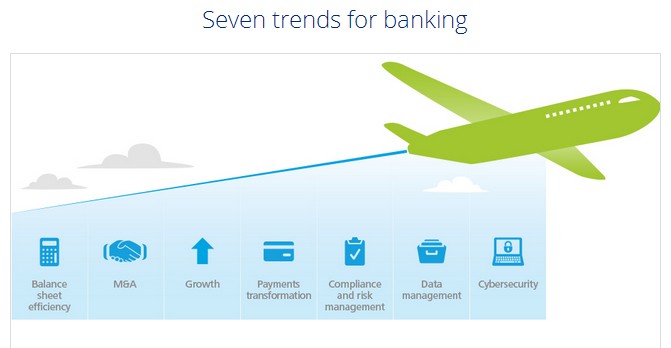 Seven trends for banking
Balance
sheet
efficiency
M&A
Growth
Payments
transformation
Compliance
and risk
management
Data
management
Cybersecurity